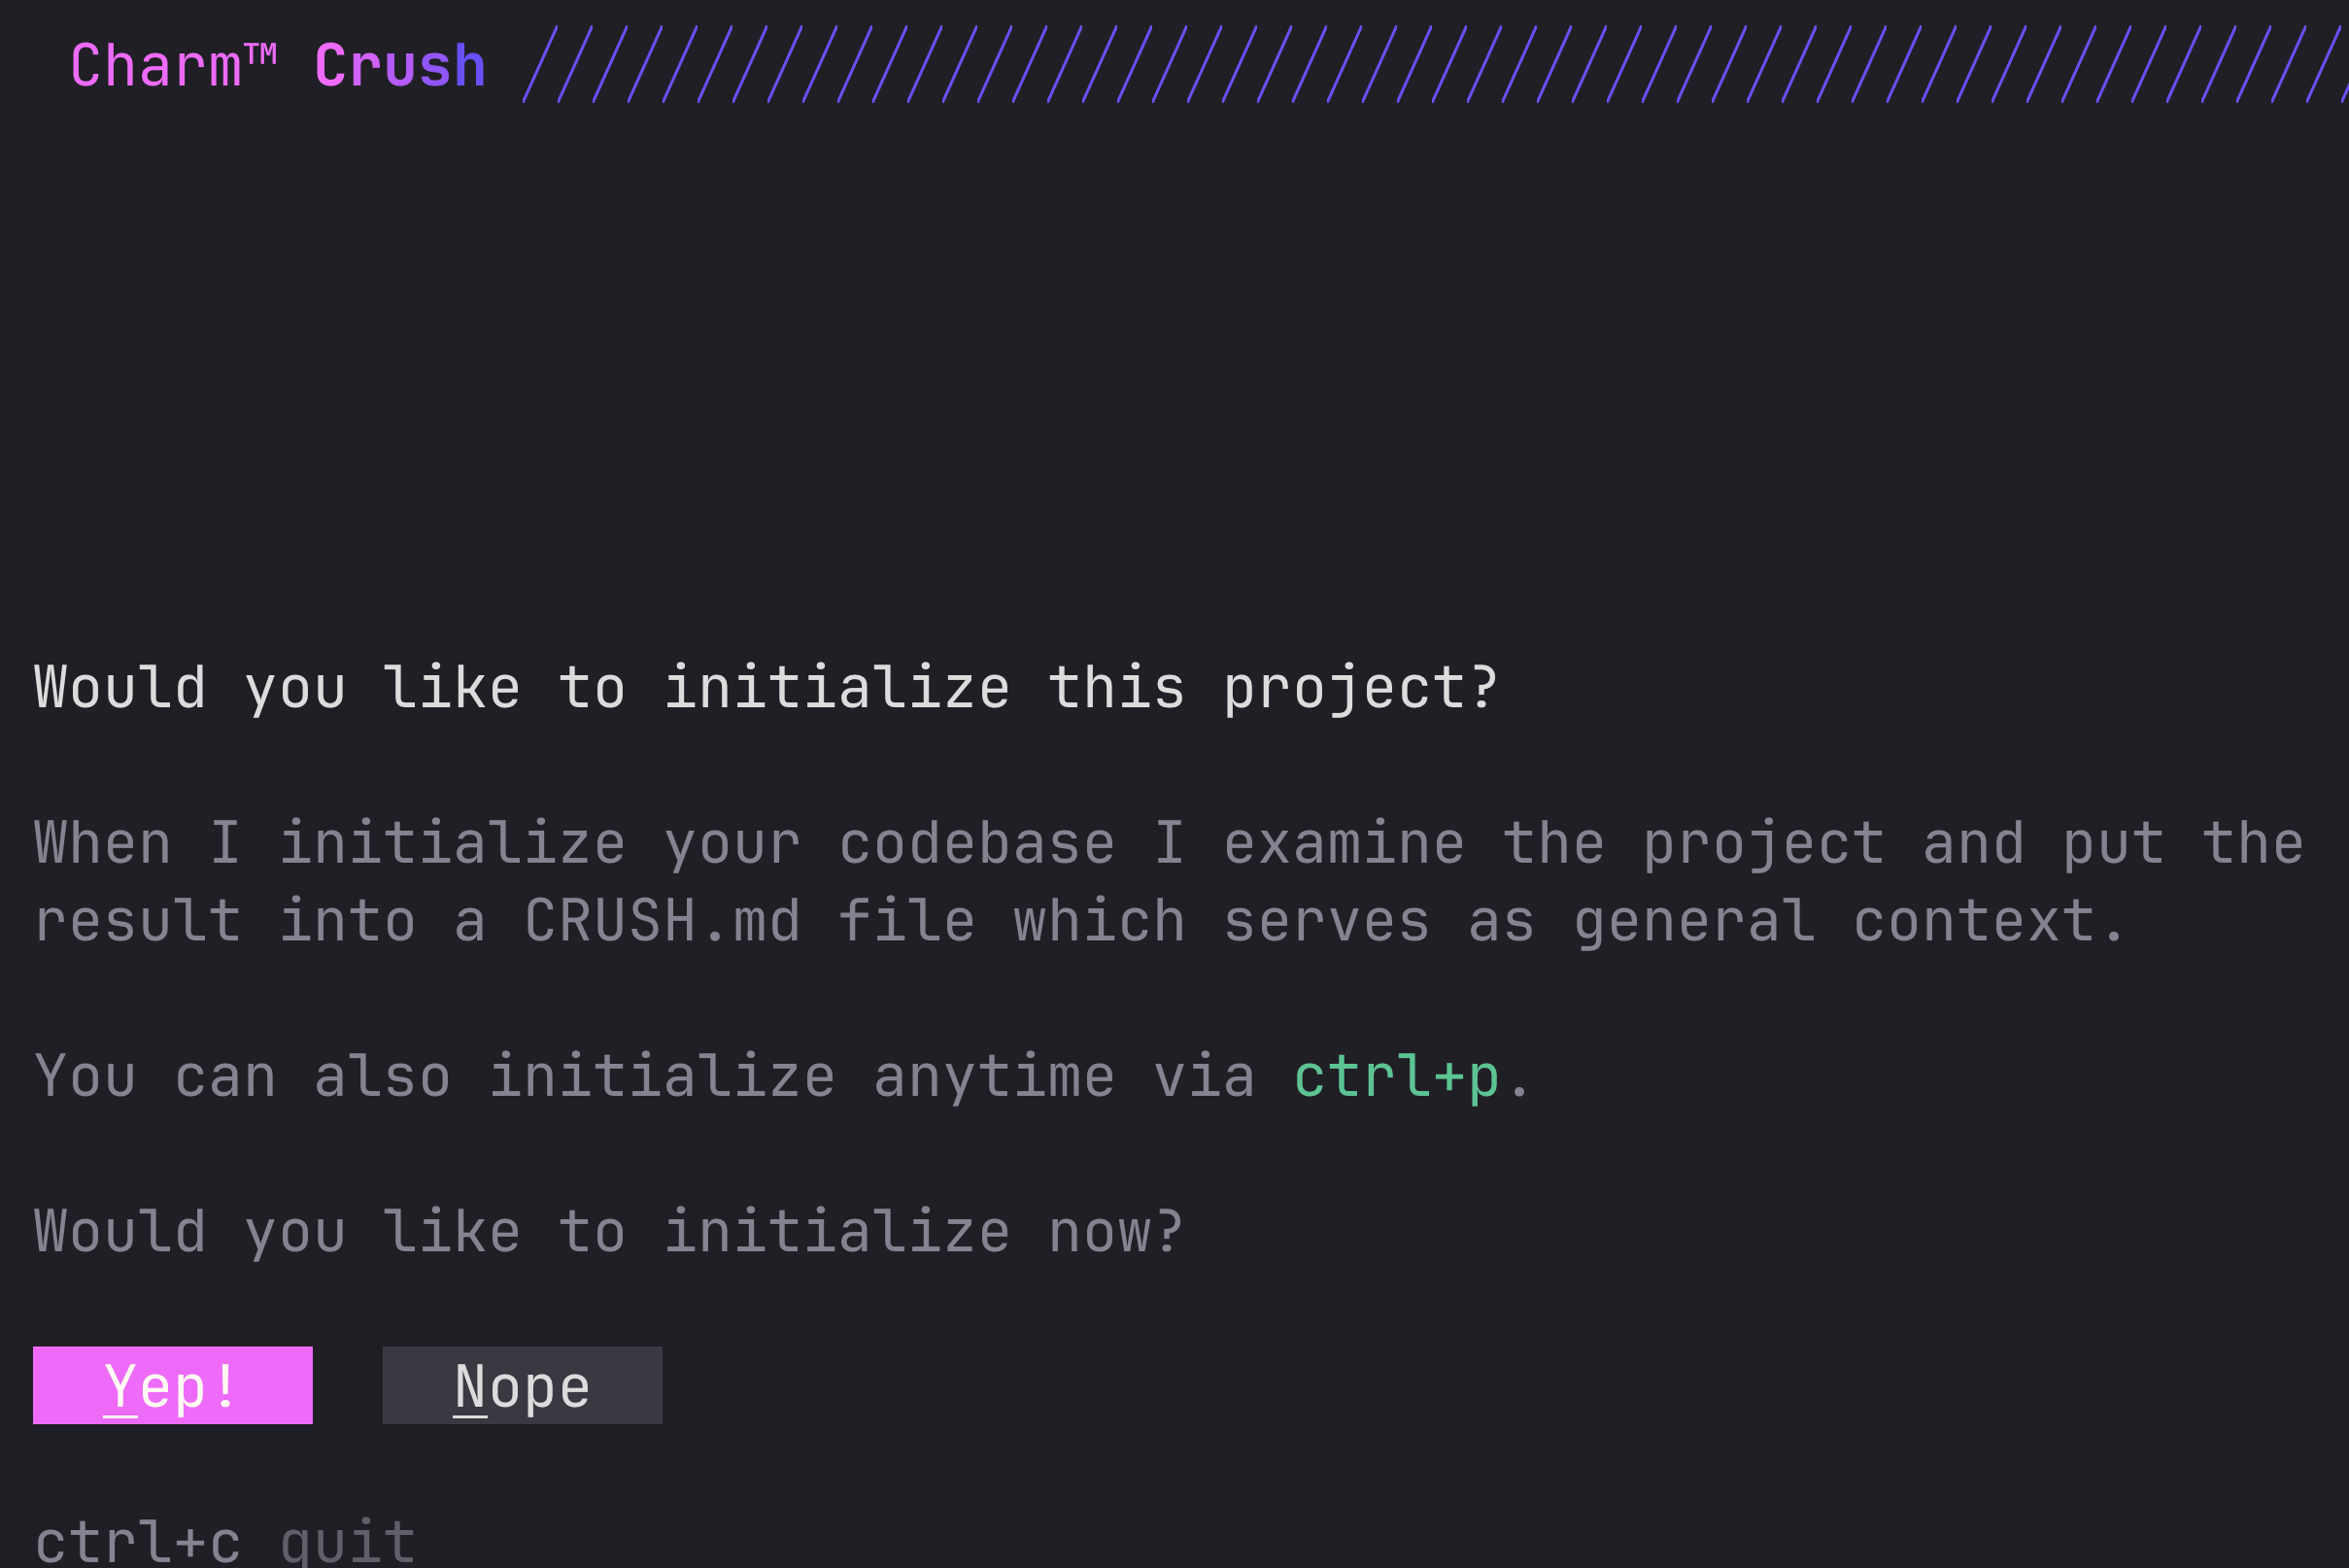 Charm™ Crush ╱╱╱╱╱╱╱╱╱╱╱╱╱╱╱╱╱╱╱╱╱╱╱╱╱╱╱╱╱╱╱╱╱╱╱╱╱╱╱╱╱╱╱╱╱╱╱╱╱╱╱╱╱
Would you like to initialize this project?
When I initialize your codebase I examine the project and put the
result into a CRUSH.md file which serves as general context.
You can also initialize anytime via ctrl+p.
Would you like to initialize now?
Yep! Nope
ctrl+c quit